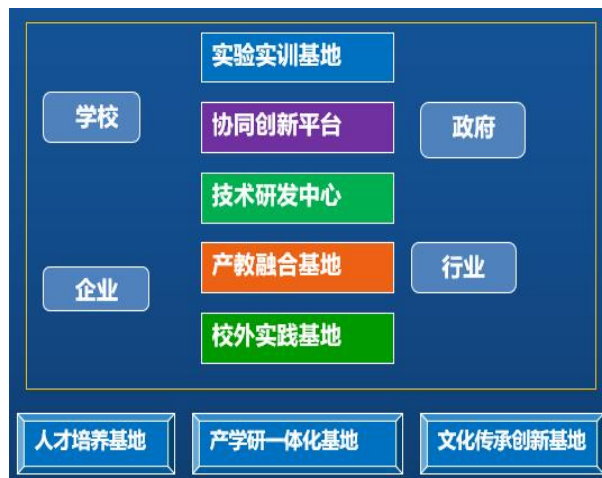 实验实训基地
学校
协同创新平台
政府
技术研发中心
产教融合基地
行业
企业
校外实践基地
人才培养基地
产学研一体化基地
文化传承创新基地